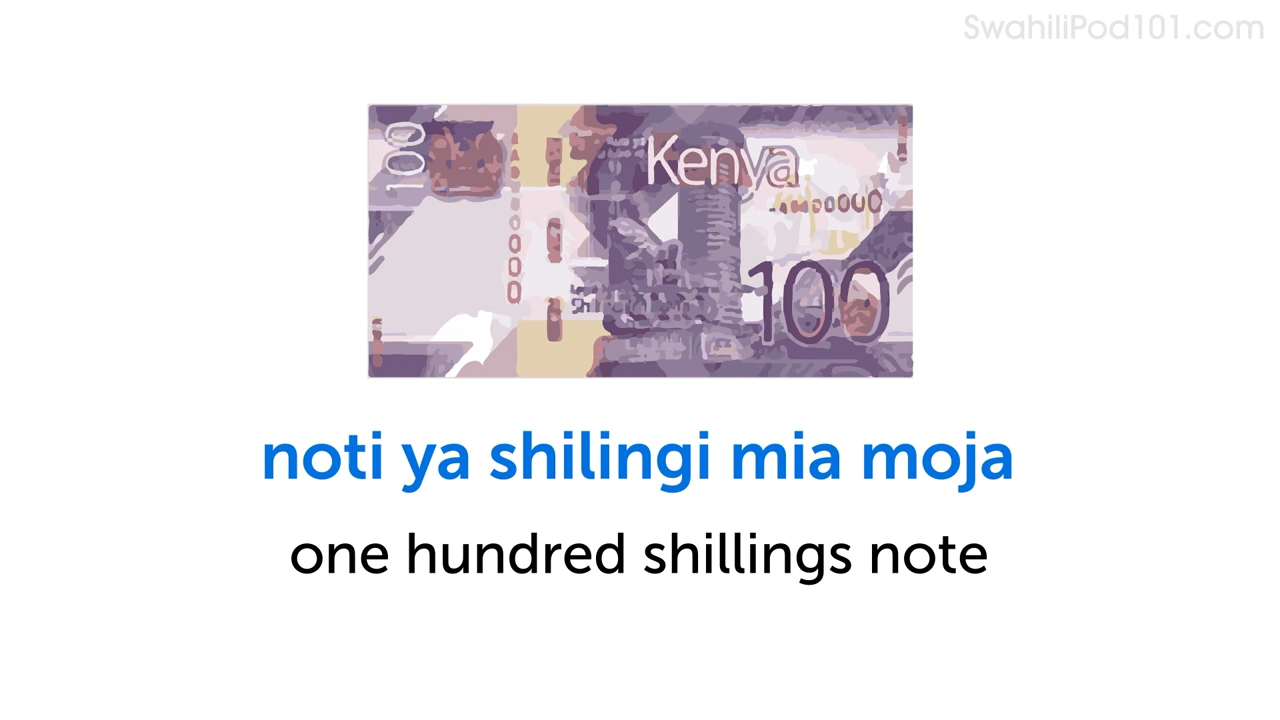 SwahiliPod101.com
100
Kenya
100
noti ya shilingi mia moja
one hundred shillings note